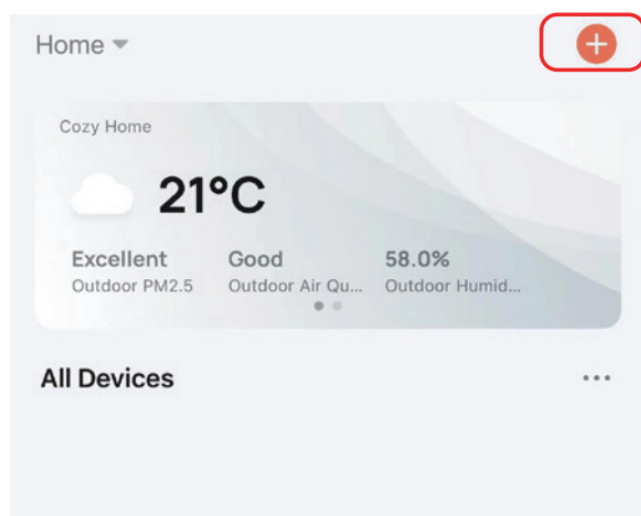 Home
Cozy Home
21°C
Excellent Good 58.0%
Outdoor PM2.5 Outdoor Air Qu... Outdoor Humid...
All Devices